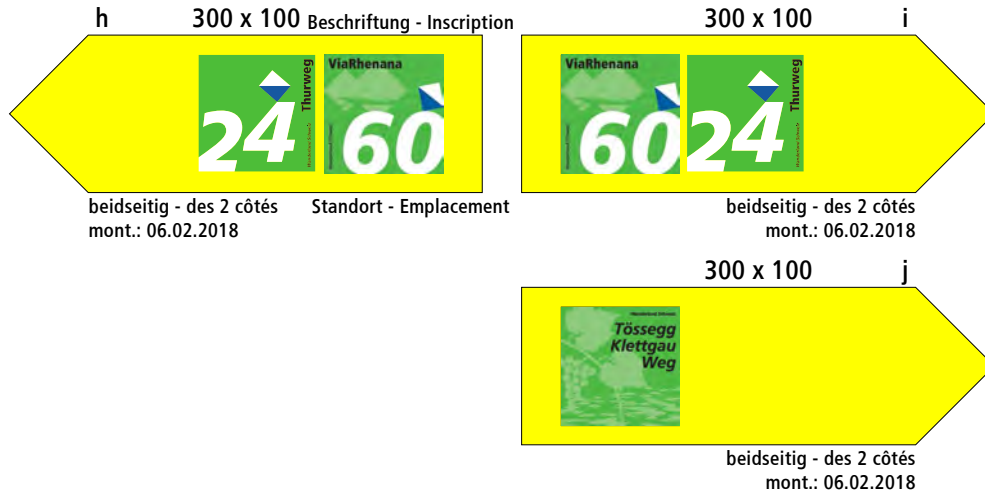 h 300 x 100 Beschriftung - Inscription
300 x 100 i
24 Thurweg
ViaRhenana
60
ViaRhenana
60
24 Thurweg
beidseitig - des 2 côtés
mont.: 06.02.2018
Standort - Emplacement
beidseitig - des 2 côtés
mont.: 06.02.2018
300 x 100 j
Tössegg
Klettgau
Weg
beidseitig - des 2 côtés
mont.: 06.02.2018